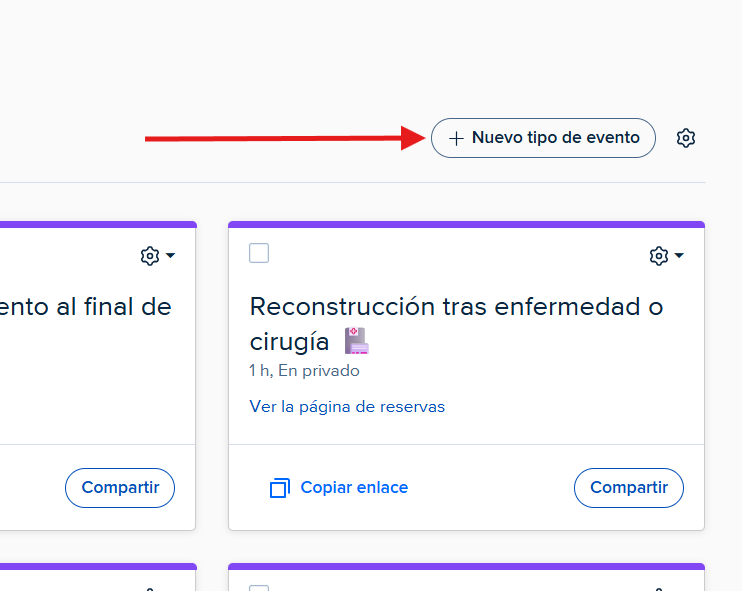 Nuevo tipo de evento
ento al final de
Reconstrucción tras enfermedad o
cirugía
1 h, En privado
Ver la página de reservas
Compartir
Copiar enlace
Compartir